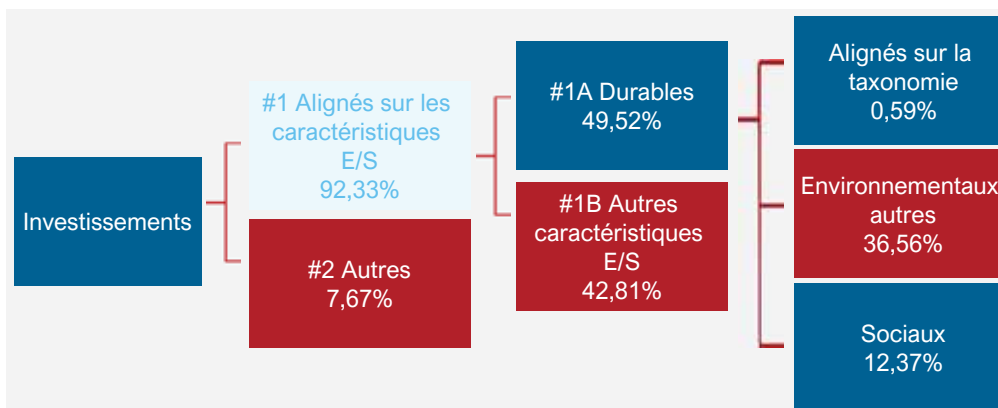 Investissements
#1 Alignés sur les
caractéristiques
E/S
92,33%
#2 Autres
7,67%
#1A Durables
49,52%
#1B Autres
caractéristiques
E/S
42,81%
Alignés sur la
taxonomie
0,59%
Environnementaux
autres
36,56%
Sociaux
12,37%